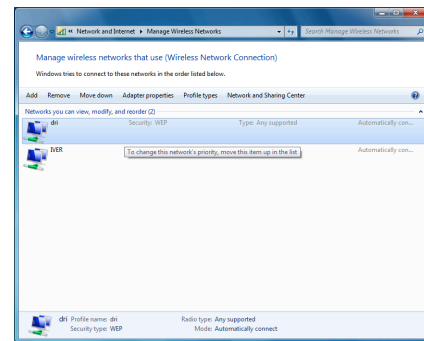 « Network and Internet ▸ Manage Wireless Networks
Search Manage Wireless Networks
Manage wireless networks that use (Wireless Network Connection)
Windows tries to connect to these networks in the order listed below.
Add Remove Move down Adapter properties Profile types Network and Sharing Center
Networks you can view, modify, and reorder (2)
dri Security: WEP Type: Any supported Automatically con...
IVER Automatically con...
To change this network's priority, move this item up in the list
dri Profile name: dri Radio type: Any supported
Security type: WEP Mode: Automatically connect